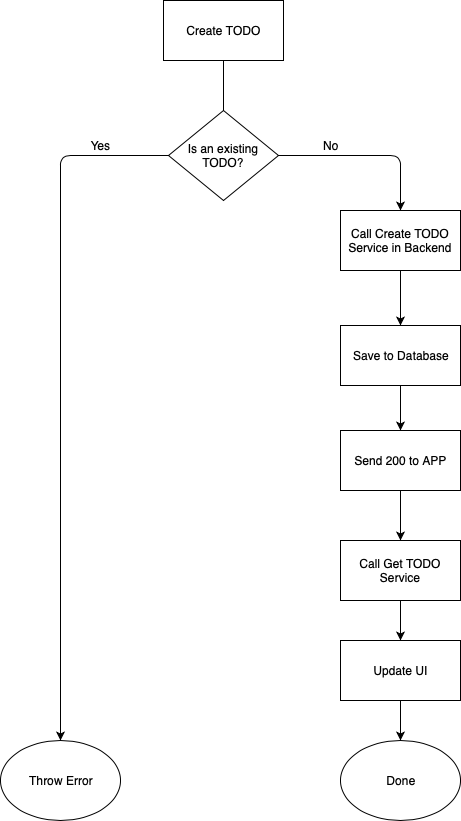 Create TODO
Is an existing
TODO?
Yes
No
Call Create TODO
Service in Backend
Save to Database
Send 200 to APP
Call Get TODO
Service
Update UI
Throw Error
Done